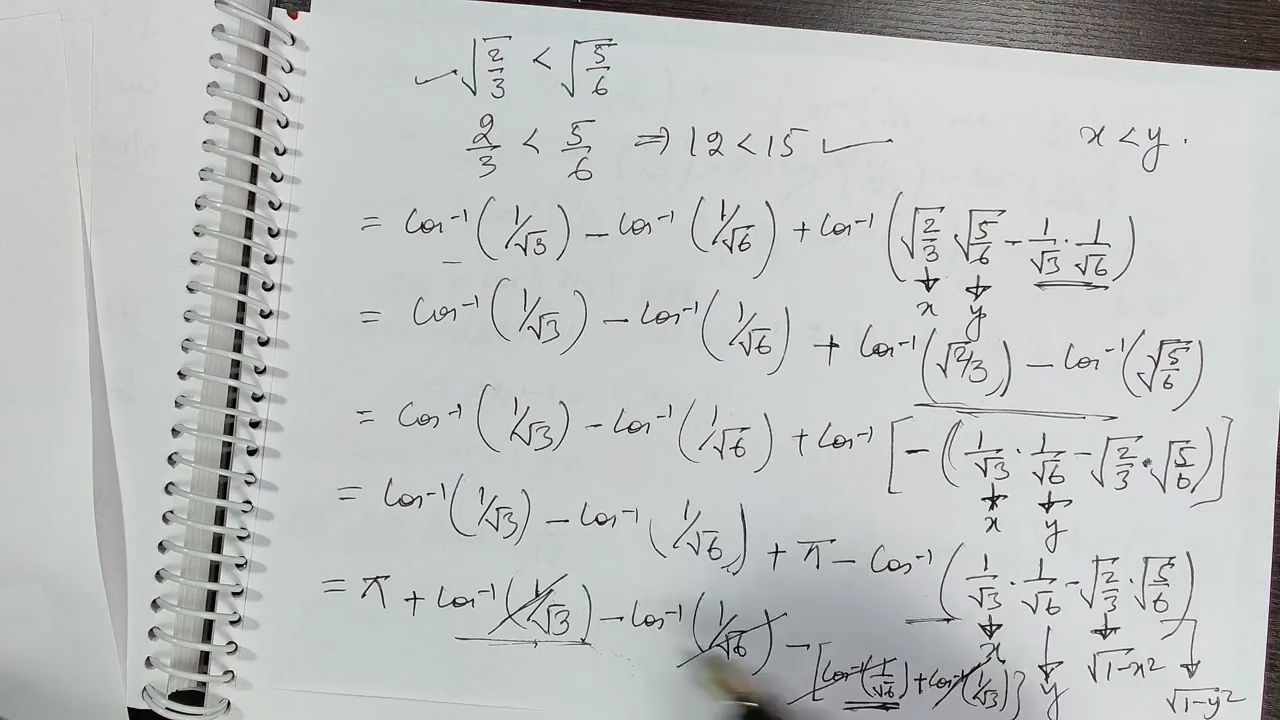 √(2/3) < √(5/6)
2/3 < 5/6 ⇒ 12 < 15 ✓ x < y.
= Cos⁻¹(1/√3) − Cos⁻¹(1/√6) + Cos⁻¹(√(2/3) · √(5/6) − 1/√3 · 1/√6)
↓ x ↓ y
= Cos⁻¹(1/√3) − Cos⁻¹(1/√6) + Cos⁻¹(√2/3) − Cos⁻¹(√(5/6))
= Cos⁻¹(1/√3) − Cos⁻¹(1/√6) + Cos⁻¹[−(1/√3 · 1/√6 − √(2/3) · √(5/6))]
↓ x ↓ y
= Cos⁻¹(1/√3) − Cos⁻¹(1/√6) + π − Cos⁻¹(1/√3 · 1/√6 − √(2/3) · √(5/6))
↓ x ↓ y ↓ √1−x² ↓ √1−y²
= π + Cos⁻¹(1/√3) − Cos⁻¹(1/√6) − [Cos⁻¹(1/√6) + Cos⁻¹(1/√3)]